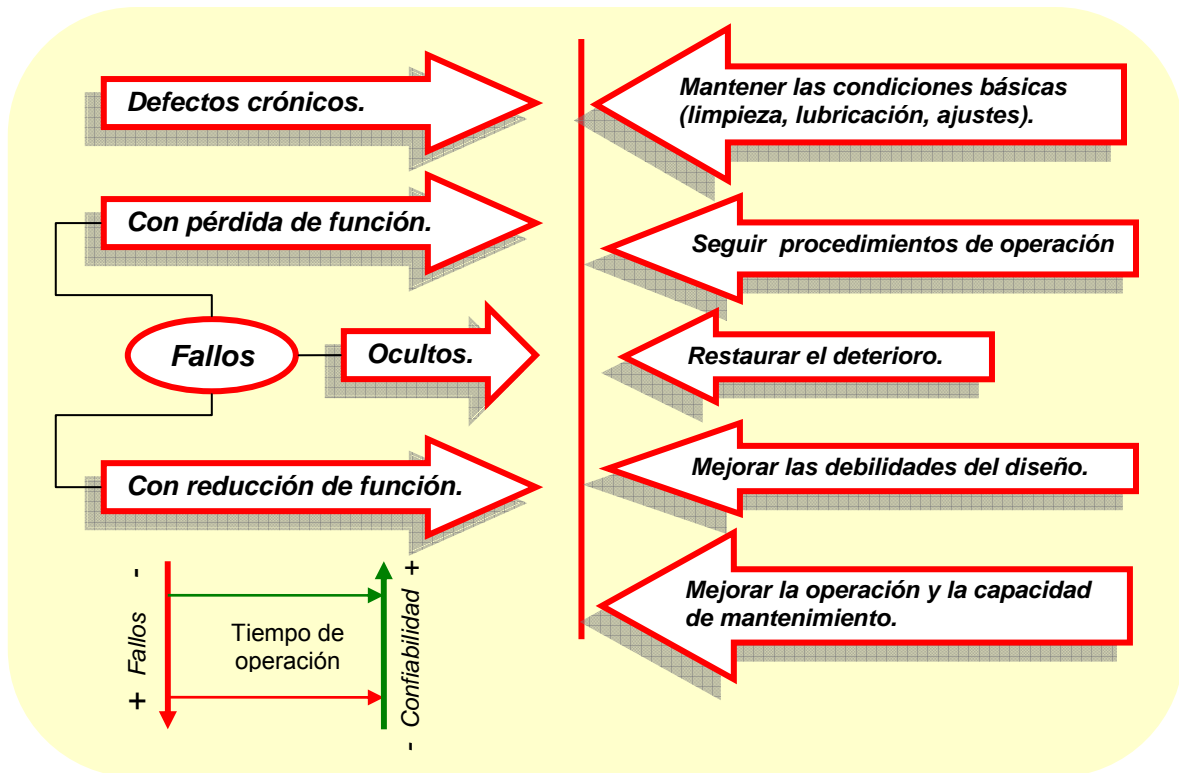 Defectos crónicos.
Con pérdida de función.
Fallos
Ocultos.
Con reducción de función.
Mantener las condiciones básicas
(limpieza, lubricación, ajustes).
Seguir procedimientos de operación
Restaurar el deterioro.
Mejorar las debilidades del diseño.
Mejorar la operación y la capacidad
de mantenimiento.
+ Fallos -
Tiempo de
operación
- Confiabilidad +